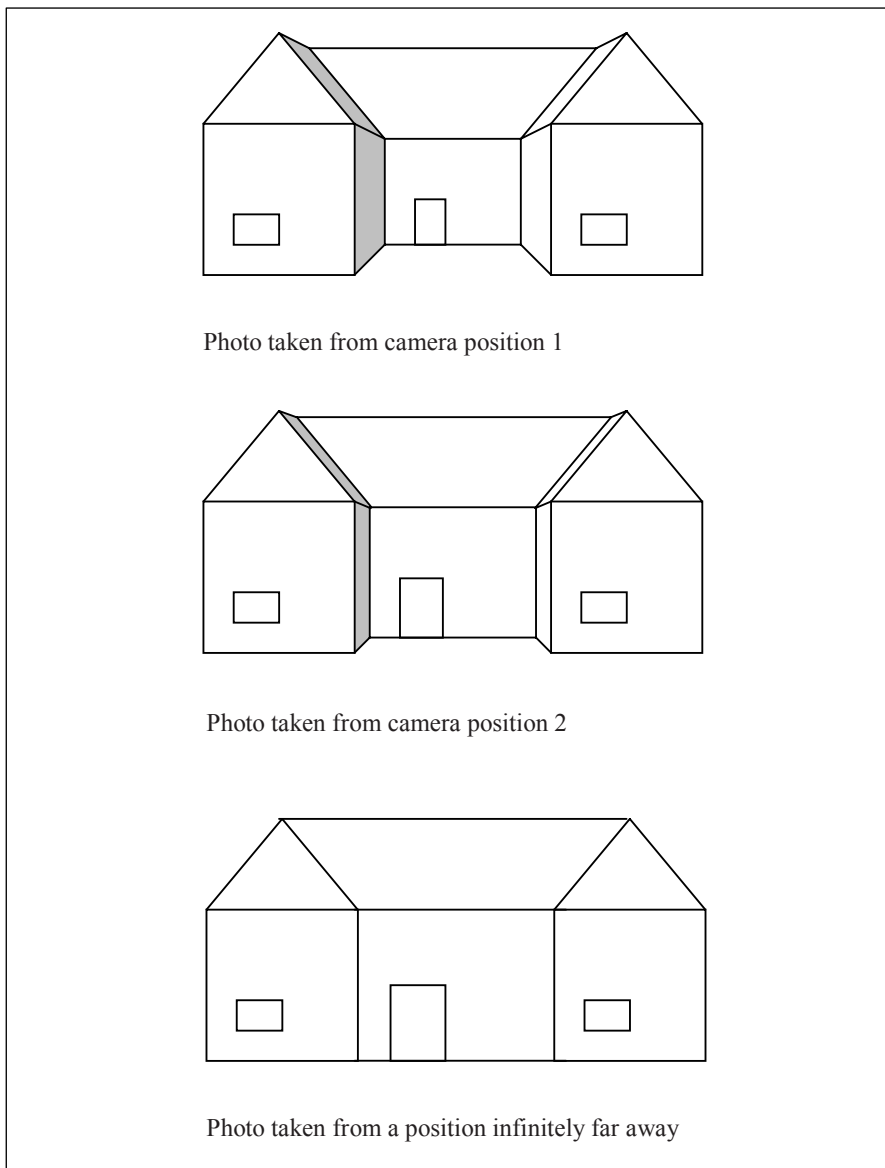 Photo taken from camera position 1
Photo taken from camera position 2
Photo taken from a position infinitely far away